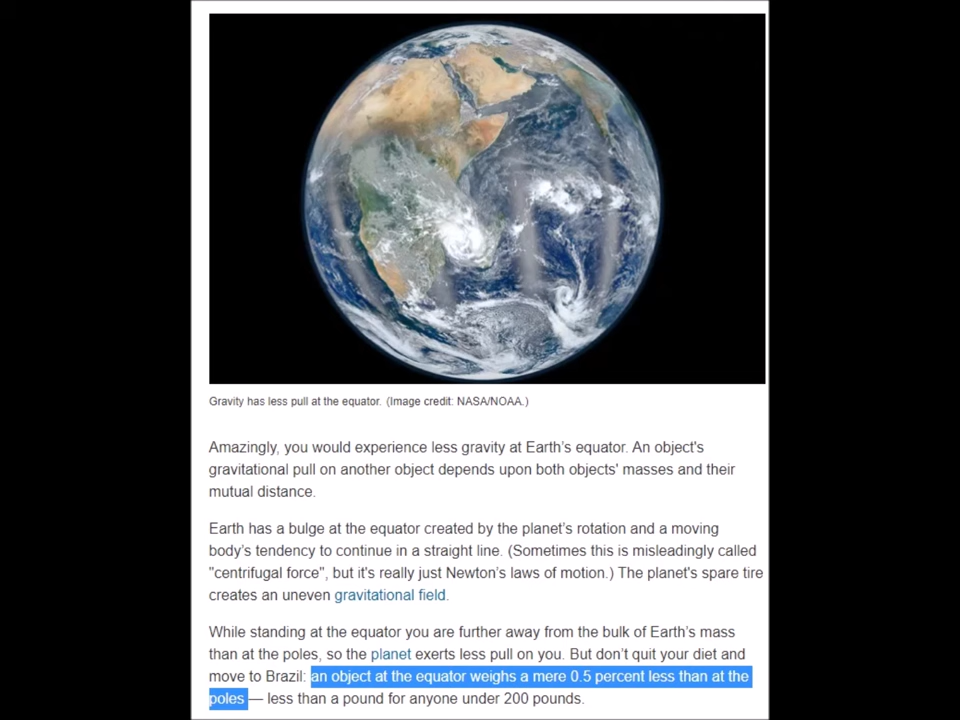 Gravity has less pull at the equator. (Image credit: NASA/NOAA.)
Amazingly, you would experience less gravity at Earth’s equator. An object's
gravitational pull on another object depends upon both objects' masses and their
mutual distance.
Earth has a bulge at the equator created by the planet’s rotation and a moving
body’s tendency to continue in a straight line. (Sometimes this is misleadingly called
"centrifugal force", but it's really just Newton’s laws of motion.) The planet's spare tire
creates an uneven gravitational field.
While standing at the equator you are further away from the bulk of Earth’s mass
than at the poles, so the planet exerts less pull on you. But don’t quit your diet and
move to Brazil: an object at the equator weighs a mere 0.5 percent less than at the
poles — less than a pound for anyone under 200 pounds.